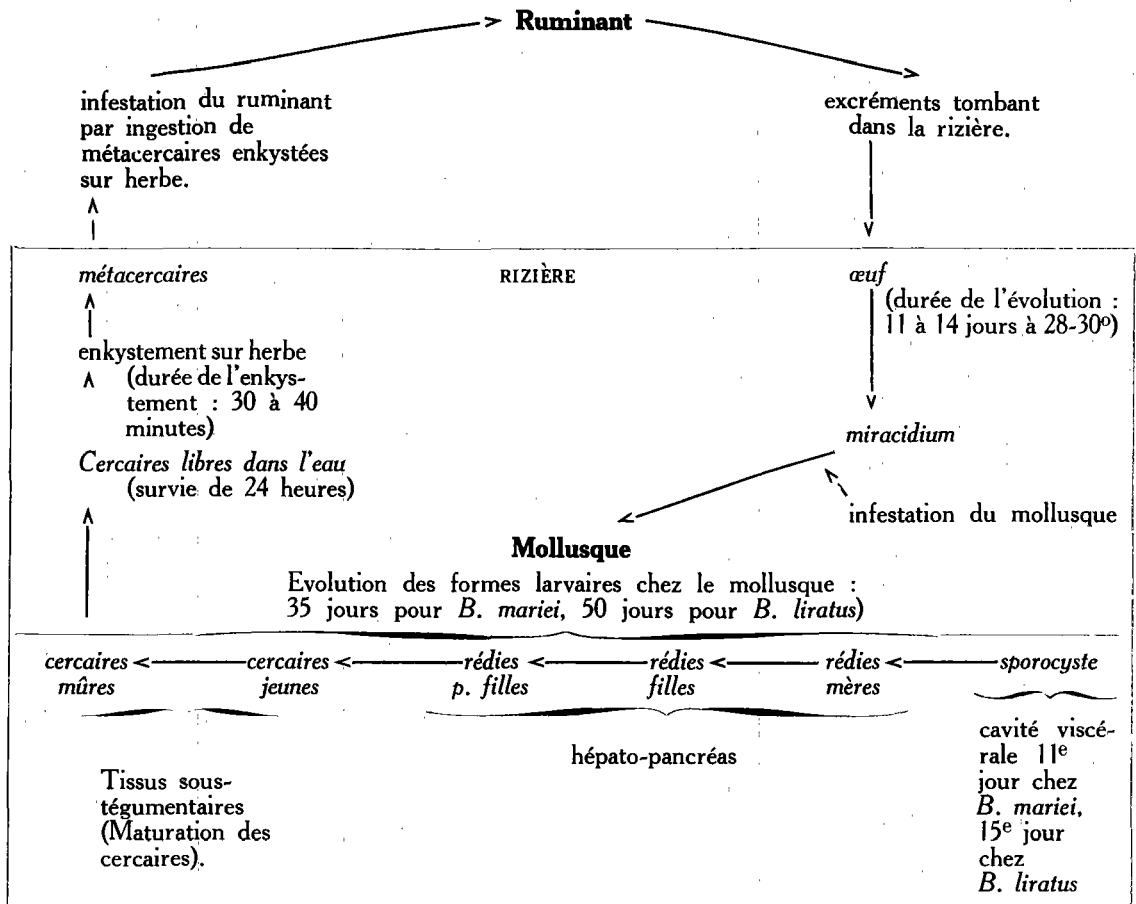 Ruminant
infestation du ruminant
par ingestion de
métacercaires enkystées
sur herbe.
excréments tombant
dans la rizière.
métacercaires
RIZIÈRE
œuf
(durée de l'évolution :
11 à 14 jours à 28-30º)
enkystement sur herbe
(durée de l'enkys-
tement : 30 à 40
minutes)
miracidium
Cercaires libres dans l'eau
(survie de 24 heures)
infestation du mollusque
Mollusque
Evolution des formes larvaires chez le mollusque :
35 jours pour B. mariei, 50 jours pour B. liratus)
cercaires
mûres
cercaires
jeunes
rédies
p. filles
rédies
filles
rédies
mères
sporocyste
Tissus sous-
tégumentaires
(Maturation des
cercaires).
hépato-pancréas
cavité viscé-
rale 11e
jour chez
B. mariei,
15e jour
chez
B. liratus